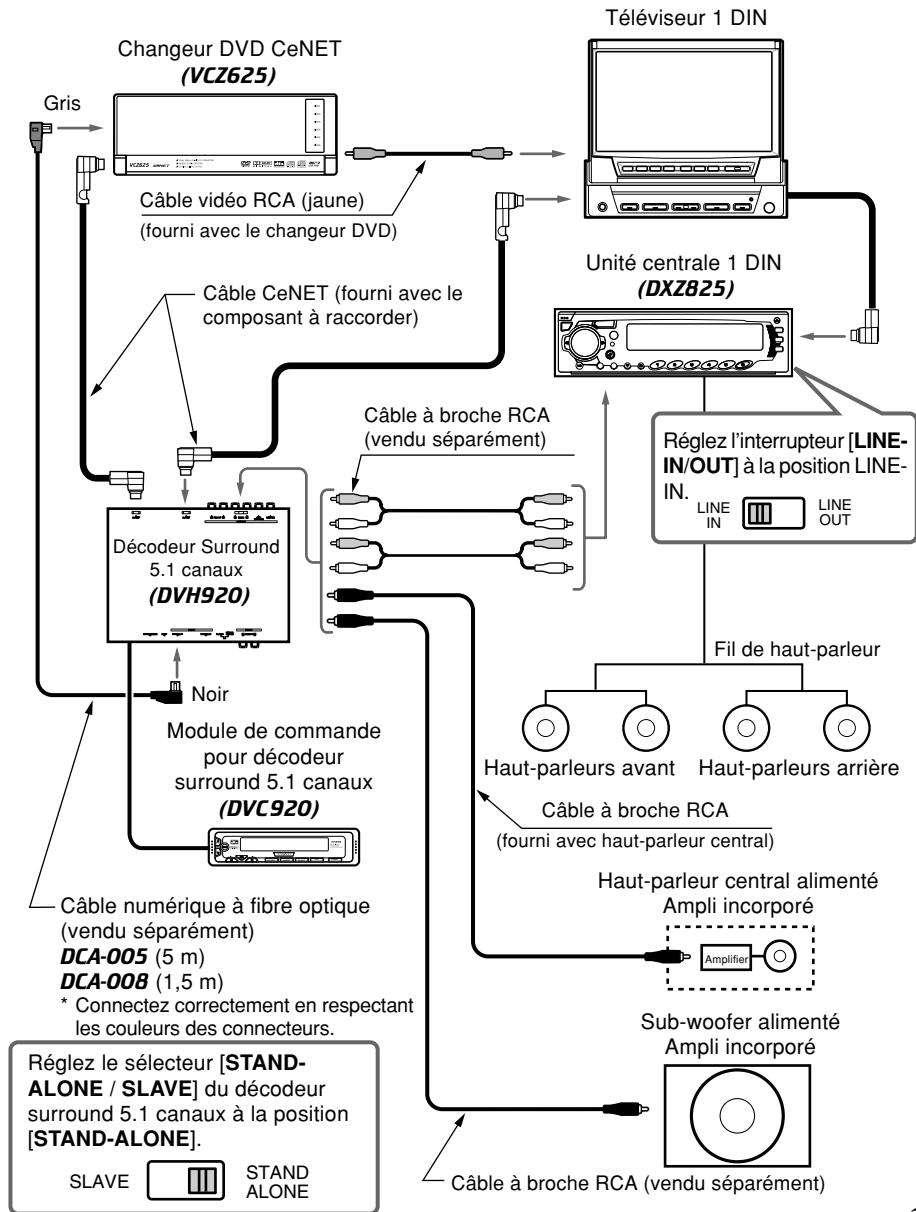 Téléviseur 1 DIN
Changeur DVD CeNET
(VCZ625)
Gris
VCZ625
Câble vidéo RCA (jaune)
(fourni avec le changeur DVD)
Unité centrale 1 DIN
(DXZ825)
Câble CeNET (fourni avec le
composant à raccorder)
Câble à broche RCA
(vendu séparément)
Réglez l'interrupteur [LINE-
IN/OUT] à la position LINE-
IN.
LINE
IN
LINE
OUT
Décodeur Surround
5.1 canaux
(DVH920)
Noir
Fil de haut-parleur
Haut-parleurs avant
Haut-parleurs arrière
Module de commande
pour décodeur
surround 5.1 canaux
(DVC920)
Câble à broche RCA
(fourni avec haut-parleur central)
Haut-parleur central alimenté
Ampli incorporé
Amplifier
Câble numérique à fibre optique
(vendu séparément)
DCA-005 (5 m)
DCA-008 (1,5 m)
* Connectez correctement en respectant
les couleurs des connecteurs.
Sub-woofer alimenté
Ampli incorporé
Réglez le sélecteur [STAND-
ALONE / SLAVE] du décodeur
surround 5.1 canaux à la position
[STAND-ALONE].
SLAVE
STAND
ALONE
Câble à broche RCA (vendu séparément)